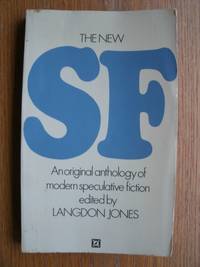 THE NEW
SF
An original anthology of
modern speculative fiction
edited by
LANGDON JONES